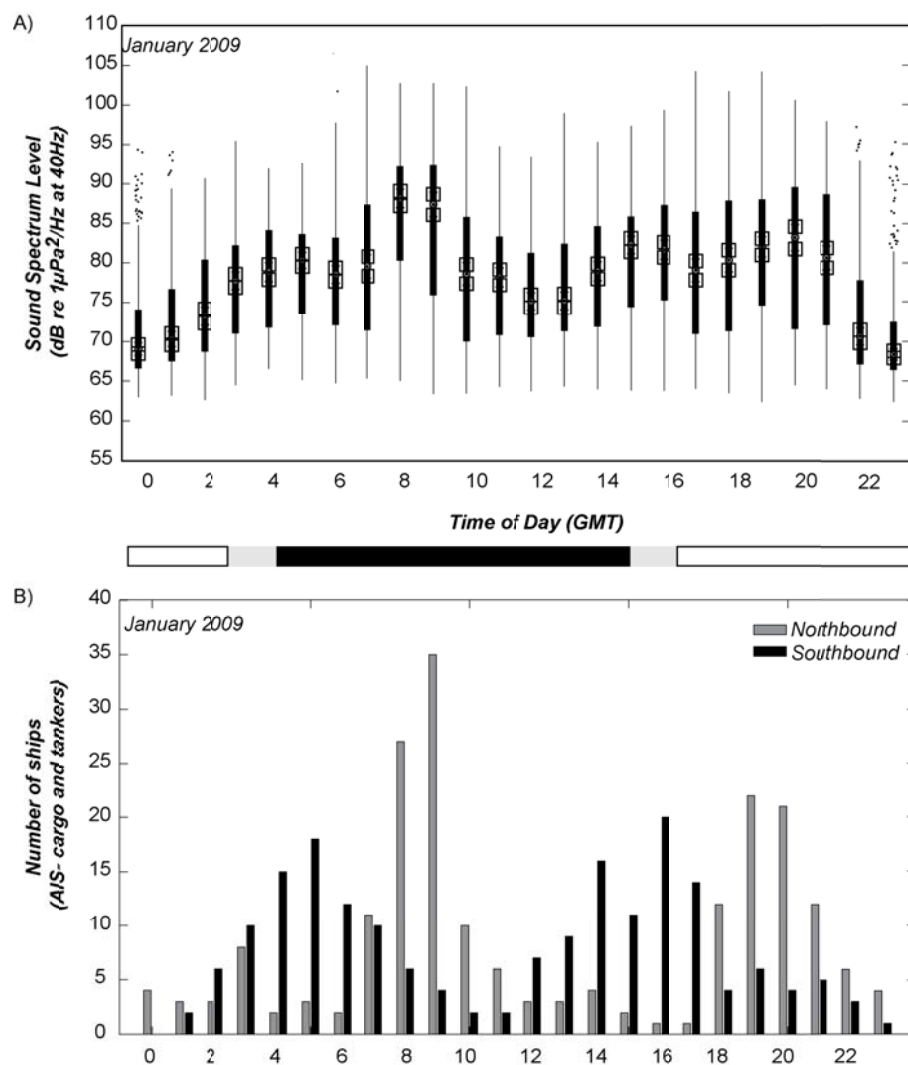 A)
110
105
100
95
90
85
80
75
70
65
60
55
January 2009
Sound Spectrum Level
(dB re 1µPa2/Hz at 40Hz)
0 2 4 6 8 10 12 14 16 18 20 22
Time of Day (GMT)
B)
40
35
30
25
20
15
10
5
0
January 2009
Northbound
Southbound
Number of ships
(AIS- cargo and tankers)
0 2 4 6 8 10 12 14 16 18 20 22